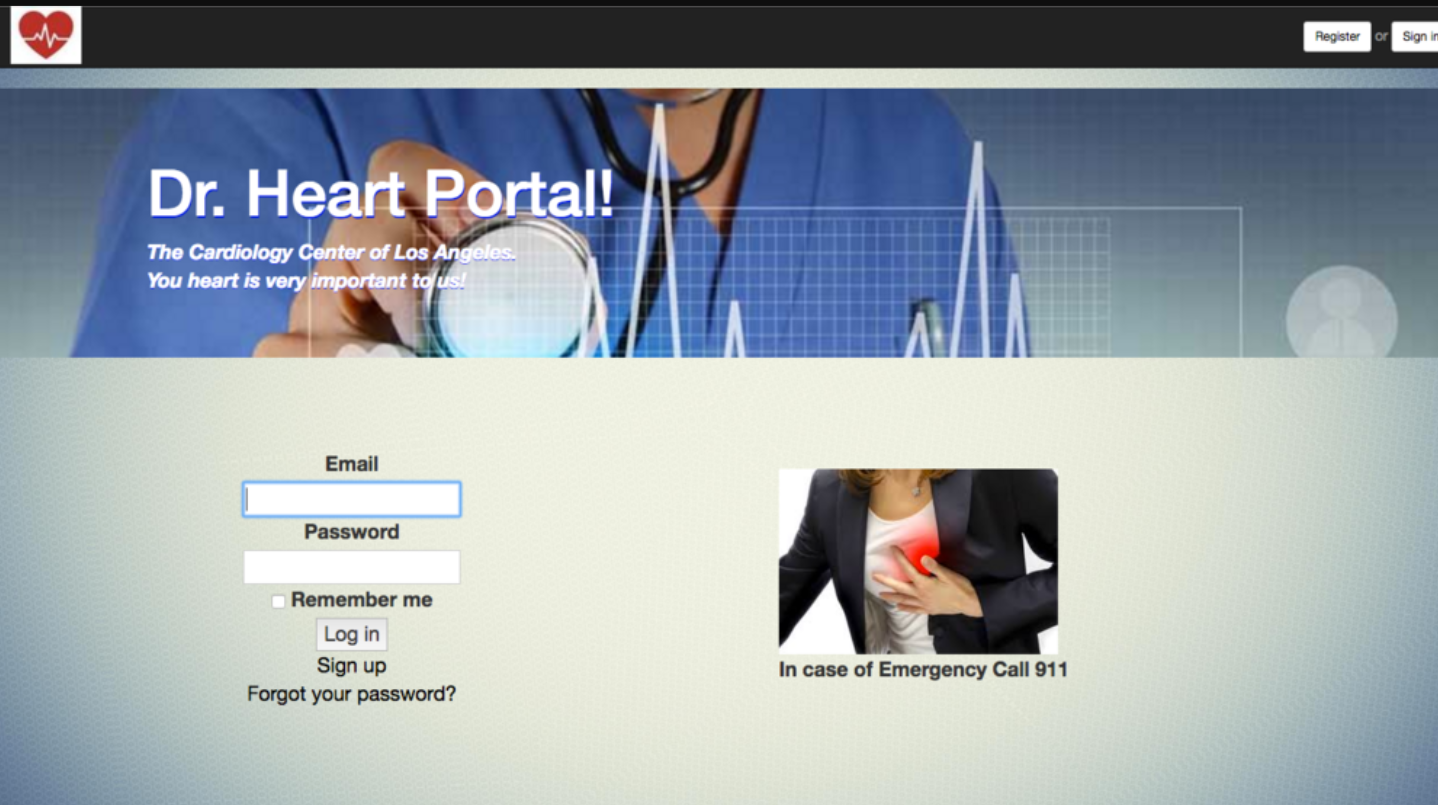 Register or Sign in
Dr. Heart Portal!
The Cardiology Center of Los Angeles.
You heart is very important to us!
Email
Password
Remember me
Log in
Sign up
Forgot your password?
In case of Emergency Call 911